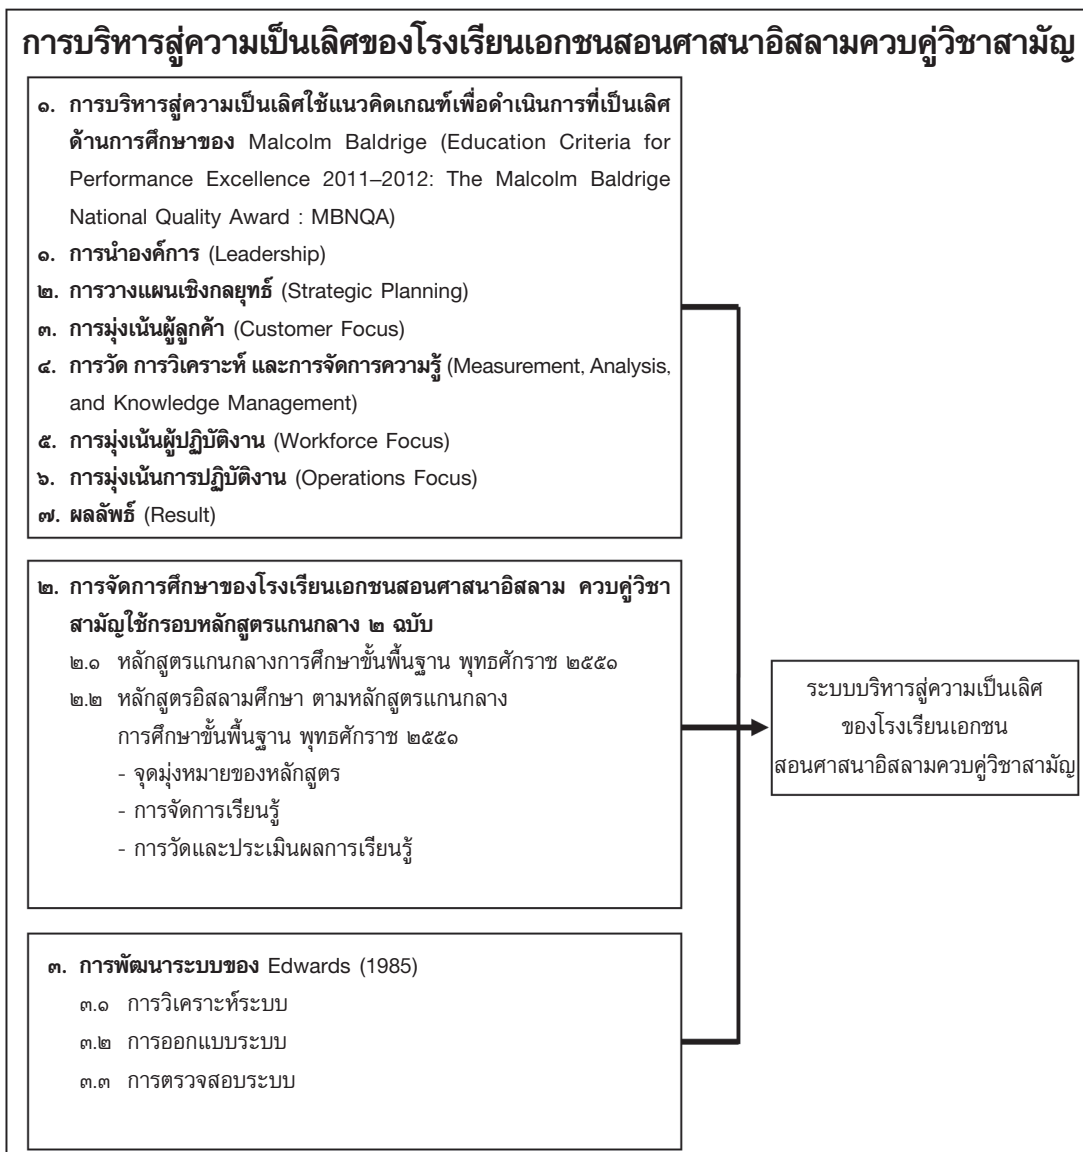 การบริหารสู่ความเป็นเลิศของโรงเรียนเอกชนสอนศาสนาอิสลามควบคู่วิชาสามัญ
๑. การบริหารสู่ความเป็นเลิศใช้แนวคิดเกณฑ์เพื่อดำเนินการที่เป็นเลิศ
ด้านการศึกษาของ Malcolm Baldrige (Education Criteria for
Performance Excellence 2011–2012: The Malcolm Baldrige
National Quality Award : MBNQA)
๑. การนำองค์การ (Leadership)
๒. การวางแผนเชิงกลยุทธ์ (Strategic Planning)
๓. การมุ่งเน้นผู้ลูกค้า (Customer Focus)
๔. การวัด การวิเคราะห์ และการจัดการความรู้ (Measurement, Analysis,
and Knowledge Management)
๕. การมุ่งเน้นผู้ปฏิบัติงาน (Workforce Focus)
๖. การมุ่งเน้นการปฏิบัติงาน (Operations Focus)
๗. ผลลัพธ์ (Result)
๒. การจัดการศึกษาของโรงเรียนเอกชนสอนศาสนาอิสลาม ควบคู่วิชา
สามัญใช้กรอบหลักสูตรแกนกลาง ๒ ฉบับ
๒.๑ หลักสูตรแกนกลางการศึกษาขั้นพื้นฐาน พุทธศักราช ๒๕๕๑
๒.๒ หลักสูตรอิสลามศึกษา ตามหลักสูตรแกนกลาง
การศึกษาขั้นพื้นฐาน พุทธศักราช ๒๕๕๑
- จุดมุ่งหมายของหลักสูตร
- การจัดการเรียนรู้
- การวัดและประเมินผลการเรียนรู้
๓. การพัฒนาระบบของ Edwards (1985)
๓.๑ การวิเคราะห์ระบบ
๓.๒ การออกแบบระบบ
๓.๓ การตรวจสอบระบบ
ระบบบริหารสู่ความเป็นเลิศ
ของโรงเรียนเอกชน
สอนศาสนาอิสลามควบคู่วิชาสามัญ